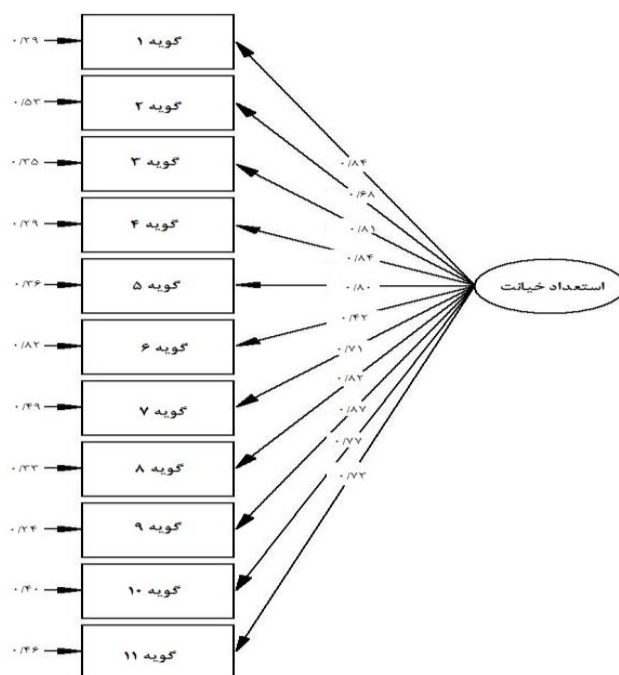 گویه ۱
گویه ۲
گویه ۳
گویه ۴
گویه ۵
گویه ۶
گویه ۷
گویه ۸
گویه ۹
گویه ۱۰
گویه ۱۱
۰/۲۹
۰/۵۳
۰/۳۵
۰/۲۹
۰/۳۶
۰/۸۲
۰/۴۹
۰/۳۳
۰/۲۴
۰/۴۰
۰/۴۶
۰/۸۴
۰/۶۸
۰/۸۱
۰/۸۴
۰/۸۰
۰/۴۲
۰/۷۱
۰/۸۲
۰/۸۷
۰/۷۷
۰/۷۳
استعداد خیانت